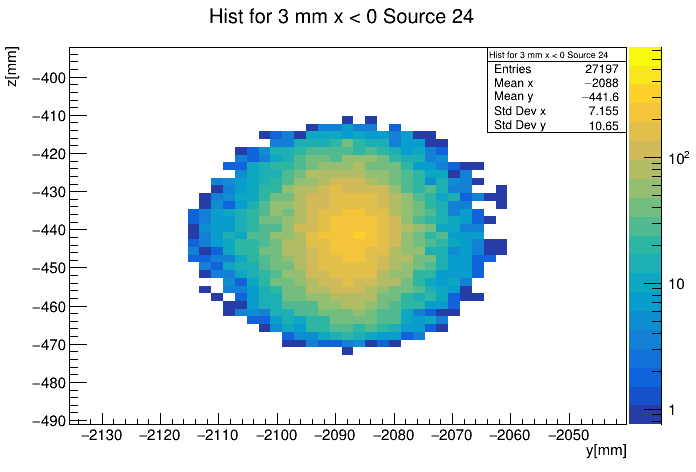 Hist for 3 mm x < 0 Source 24
z[mm]
Hist for 3 mm x < 0 Source 24
Entries 27197
Mean x −2088
Mean y −441.6
Std Dev x 7.155
Std Dev y 10.65
−400
−410
−420
−430
−440
−450
−460
−470
−480
−490
10²
10
1
−2130 −2120 −2110 −2100 −2090 −2080 −2070 −2060 −2050
y[mm]